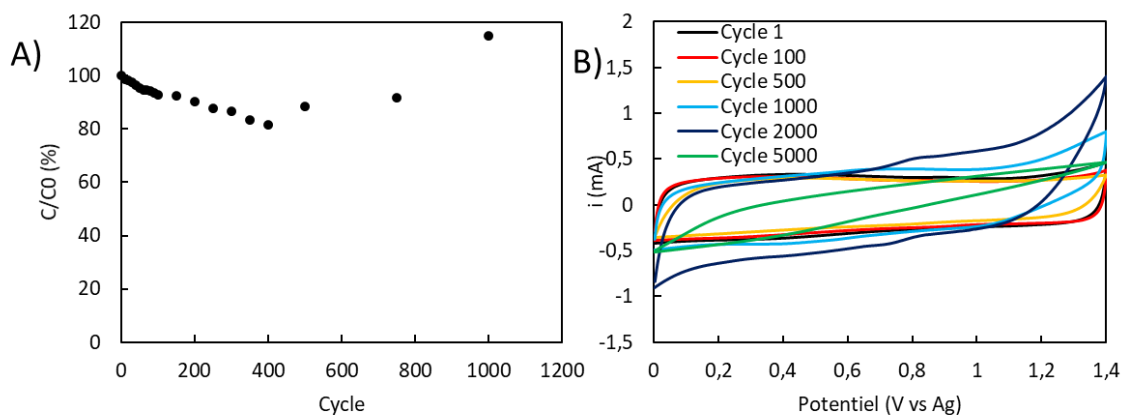 A)
C/C0 (%)
120
100
80
60
40
20
0
0 200 400 600 800 1000 1200
Cycle
B)
Cycle 1
Cycle 100
Cycle 500
Cycle 1000
Cycle 2000
Cycle 5000
i (mA)
2
1,5
1
0,5
0
-0,5
-1
-1,5
0 0,2 0,4 0,6 0,8 1 1,2 1,4
Potentiel (V vs Ag)